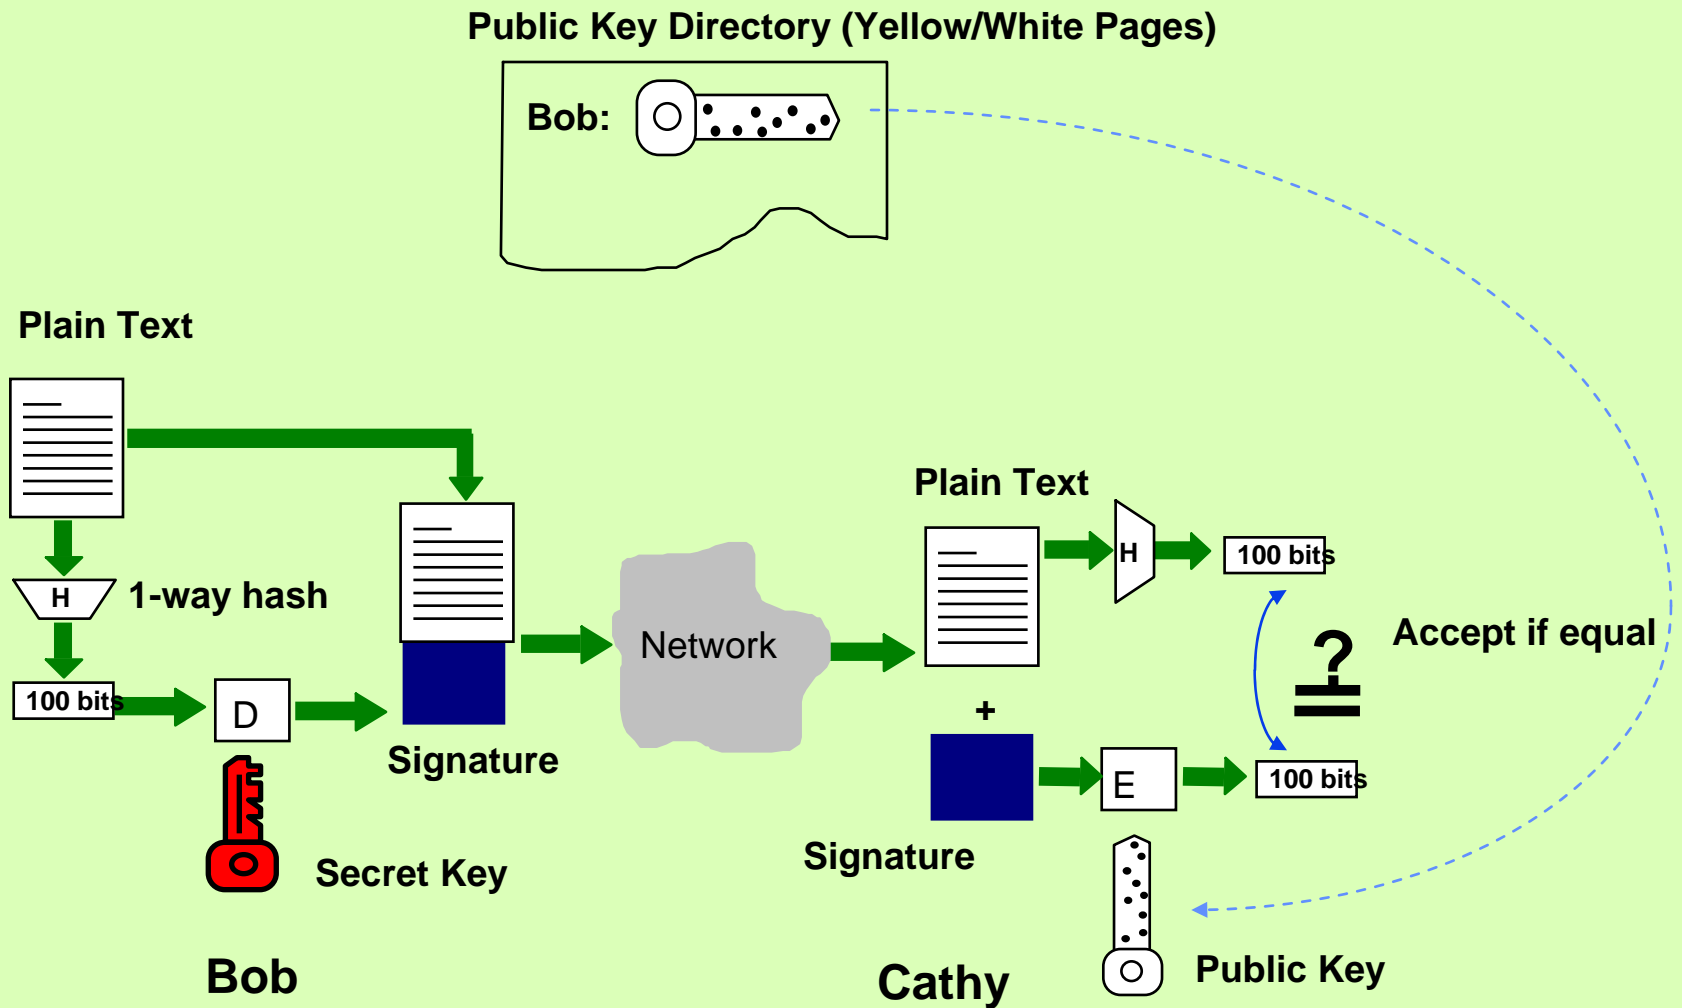 Public Key Directory (Yellow/White Pages)
Bob:
Plain Text
H
1-way hash
100 bits
D
Signature
Secret Key
Bob
Network
Plain Text
H
100 bits
?
Accept if equal
+
E
100 bits
Signature
Public Key
Cathy